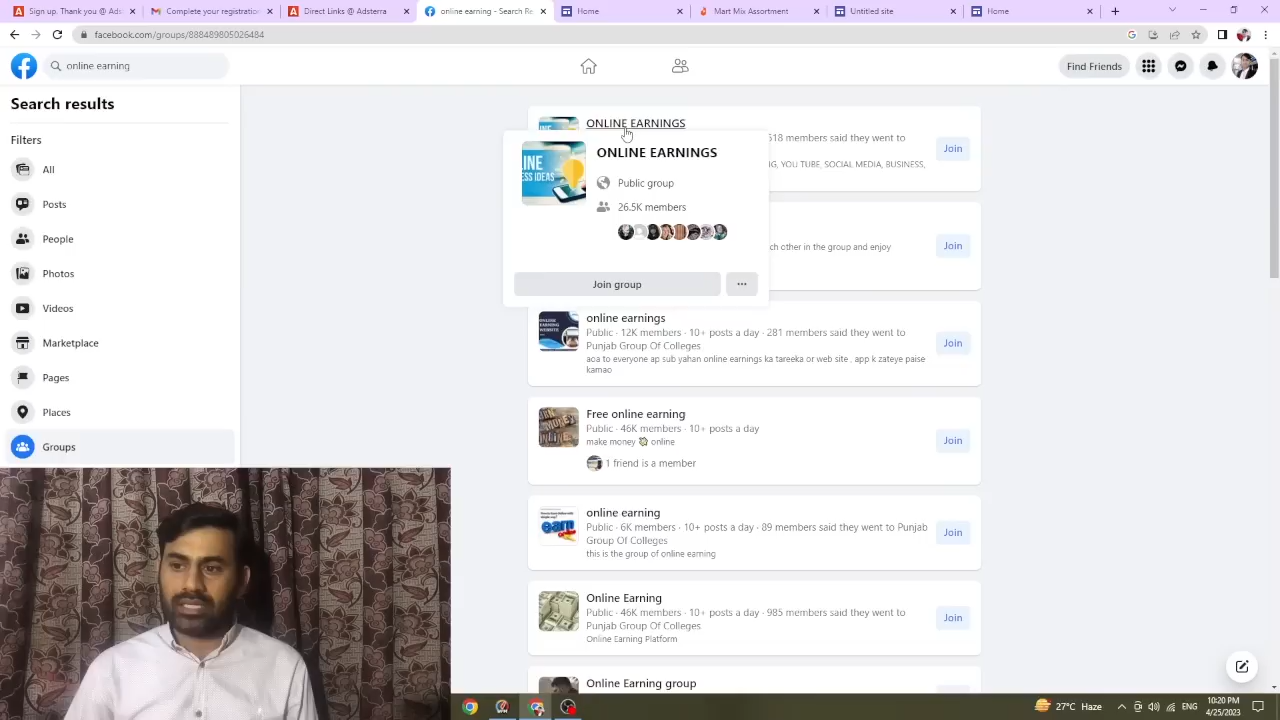 Sign up, Thank you @ Ads
Complete your registration
Direct Links @ Adsterra
online earning - Search Re
Home
Mart Mix Assortment
Untitled site
Home
facebook.com/groups/888489805026484
online earning
Find Friends
Search results
Filters
All
Posts
People
Photos
Videos
Marketplace
Pages
Places
Groups
ONLINE EARNINGS
518 members said they went to
G, YOU TUBE, SOCIAL MEDIA, BUSINESS,
Join
ONLINE EARNINGS
Public group
26.5K members
Join group
ch other in the group and enjoy
Join
online earnings
Public · 12K members · 10+ posts a day · 281 members said they went to
Punjab Group Of Colleges
aoa to everyone ap sub yahan online earnings ka tareeka or web site , app k zateye paise
kamao
Join
Free online earning
Public · 46K members · 10+ posts a day
make money 💸 online
1 friend is a member
Join
online earning
Public · 6K members · 10+ posts a day · 89 members said they went to Punjab
Group Of Colleges
this is the group of online earning
Join
Online Earning
Public · 46K members · 10+ posts a day · 985 members said they went to
Punjab Group Of Colleges
Online Earning Platform
Join
Online Earning group
27°C Haze
ENG
10:20 PM
4/25/2023